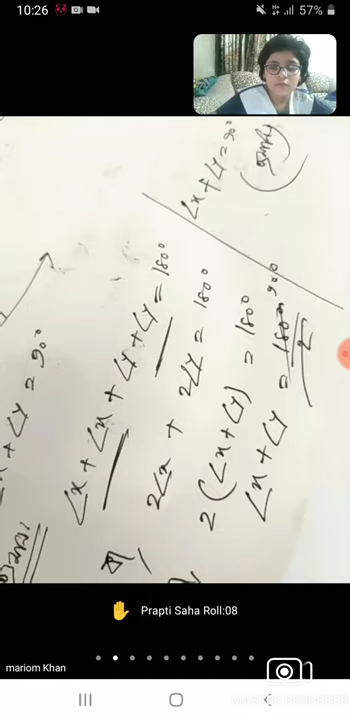 10:26
57%
∠x + ∠y = 90°
∠x + ∠x + ∠y + ∠y = 180°
বা, 2∠x + 2∠y = 180°
2(∠x + ∠y) = 180°
∠x + ∠y = 180° 90°
2
∠x + ∠y = 90°
Prapti Saha Roll:08
mariom Khan